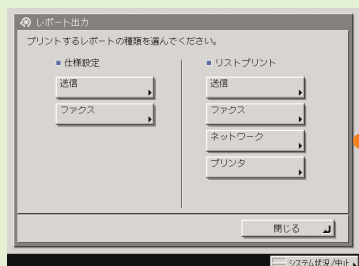 レポート出力
プリントするレポートの種類を選んでください。
■ 仕様設定
送信
ファクス
■ リストプリント
送信
ファクス
ネットワーク
プリンタ
閉じる
システム状況/中止